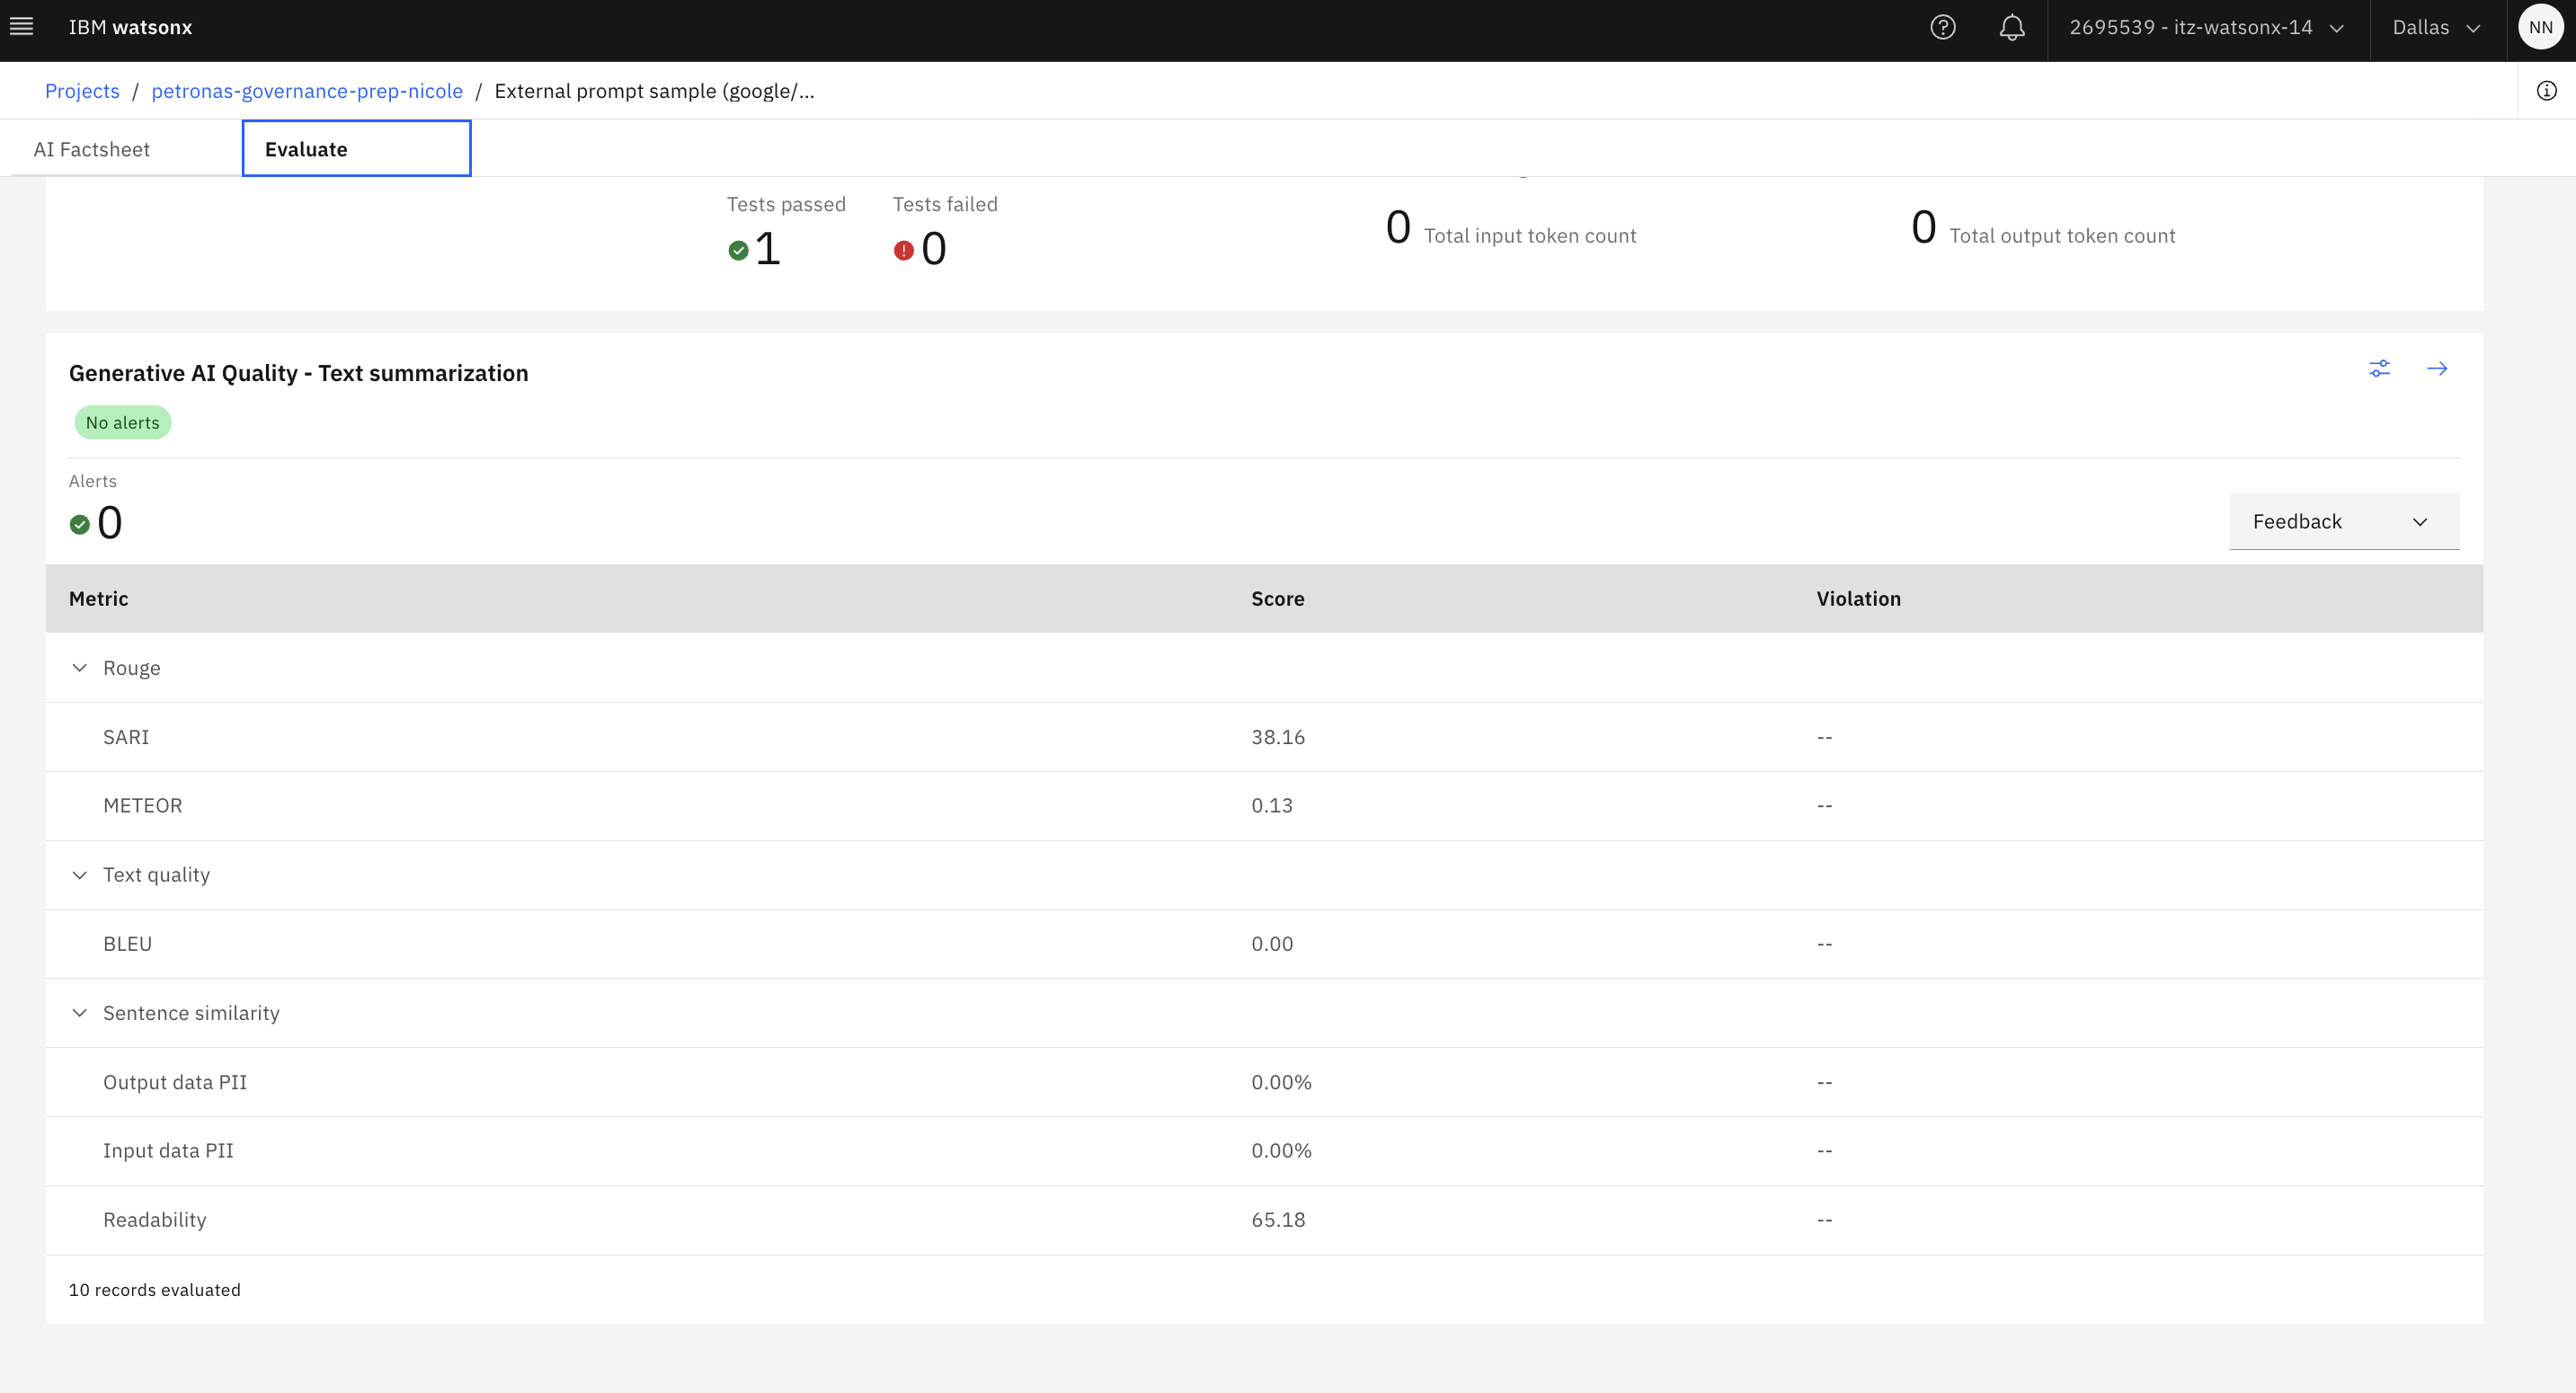 IBM watsonx
2695539 - itz-watsonx-14
Dallas
NN
Projects / petronas-governance-prep-nicole / External prompt sample (google/...
AI Factsheet
Evaluate
Tests passed
1
Tests failed
0
0 Total input token count
0 Total output token count
Generative AI Quality - Text summarization
No alerts
Alerts
0
Feedback
Metric Score Violation
Rouge
SARI 38.16 --
METEOR 0.13 --
Text quality
BLEU 0.00 --
Sentence similarity
Output data PII 0.00% --
Input data PII 0.00% --
Readability 65.18 --
10 records evaluated